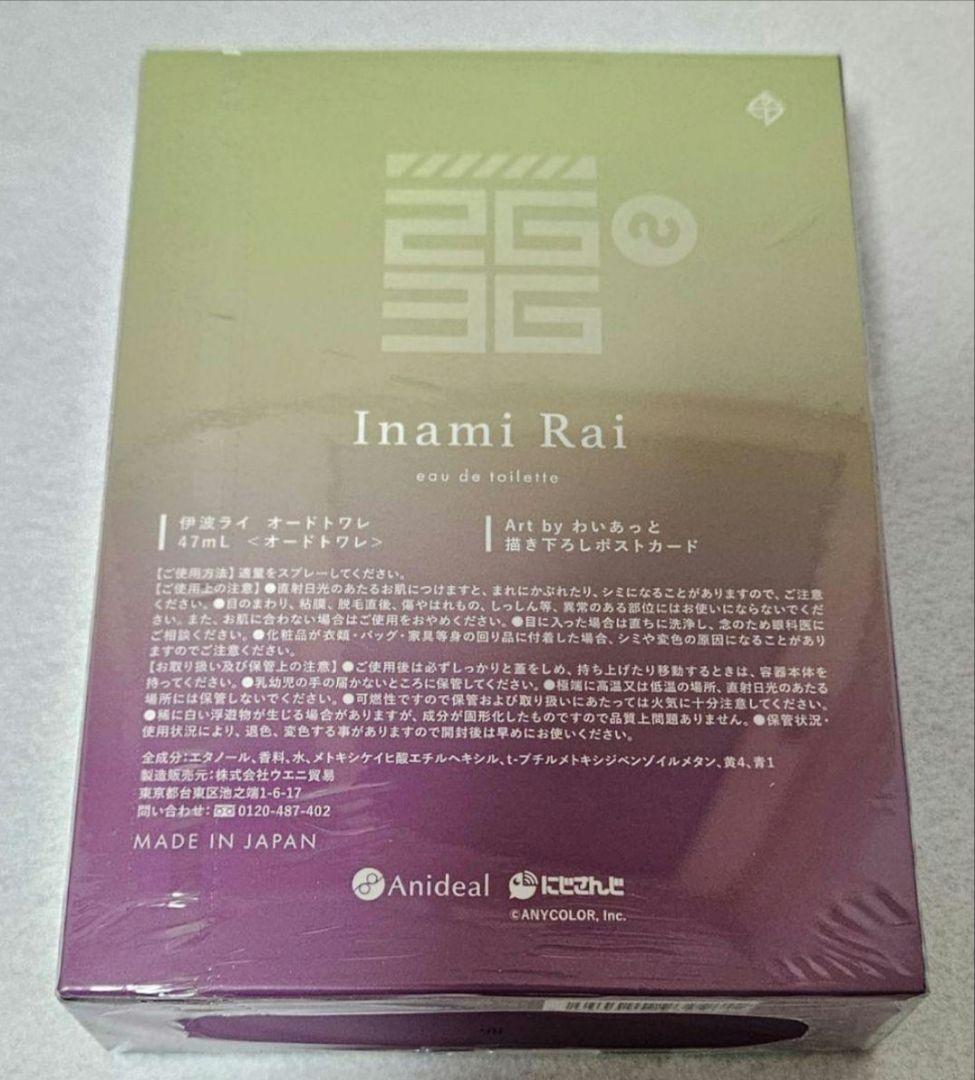 Inami Rai
eau de toilette
伊波ライ オードトワレ
47mL <オードトワレ>
Art by わいあっと
描き下ろしポストカード
【ご使用方法】適量をスプレーしてください。
【ご使用上の注意】●直射日光のあたるお肌につけますと、まれにかぶれたり、シミになることがありますので、ご注意
ください。●目のまわり、粘膜、脱毛直後、傷やはれもの、しっしん等、異常のある部位にはお使いにならないでくだ
さい。また、お肌に合わない場合はご使用をおやめください。●目に入った場合は直ちに洗浄し、念のため眼科医に
ご相談ください。●化粧品が衣類・バッグ・家具等身の回り品に付着した場合、シミや変色の原因になることがあり
ますのでご注意ください。
【お取り扱い及び保管上の注意】●ご使用後は必ずしっかりと蓋をしめ、持ち上げたり移動するときは、容器本体を
持ってください。●乳幼児の手の届かないところに保管してください。●極端に高温又は低温の場所、直射日光のあたる
場所には保管しないでください。●可燃性ですので保管および取り扱いにあたっては火気に十分注意してください。
●稀に白い浮遊物が生じる場合がありますが、成分が固形化したものですので品質上問題ありません。●保管状況・
使用状況により、退色、変色する事がありますので開封後は早めにお使いください。
全成分:エタノール、香料、水、メトキシケイヒ酸エチルヘキシル、t-ブチルメトキシジベンゾイルメタン、黄4、青1
製造販売元:株式会社ウエニ貿易
東京都台東区池之端1-6-17
問い合わせ:0120-487-402
MADE IN JAPAN
Anideal にじさんじ
©ANYCOLOR, Inc.